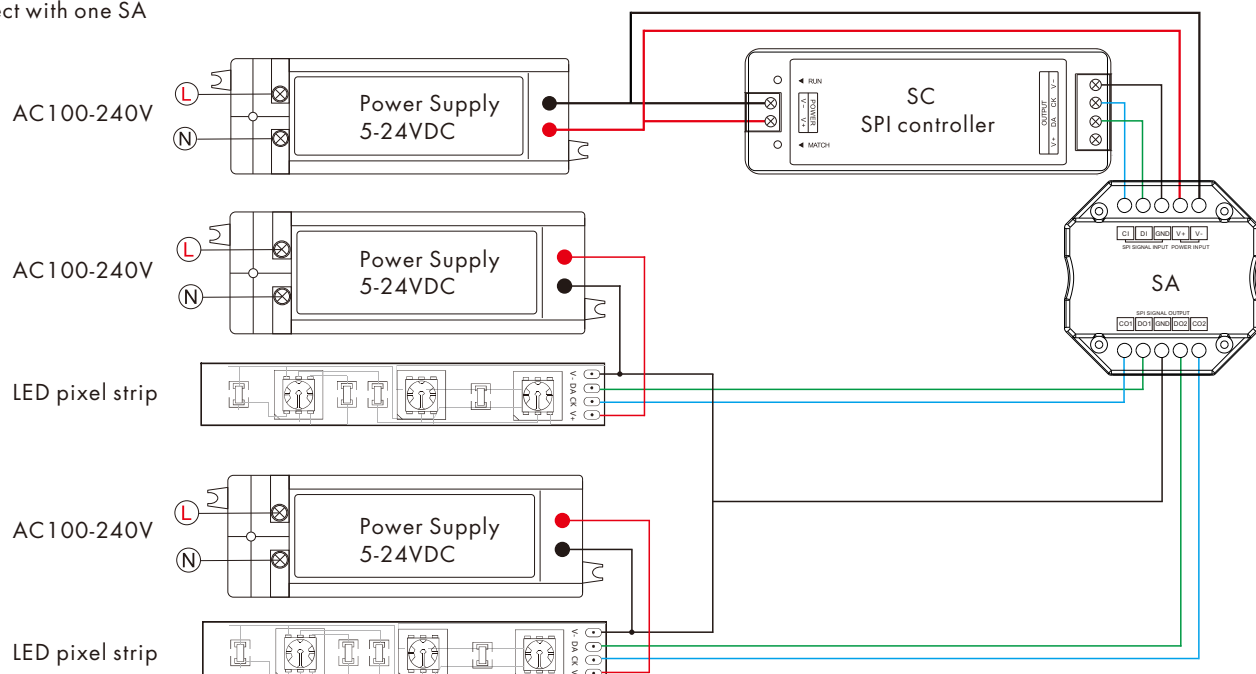 ect with one SA
AC100-240V
L
N
Power Supply
5-24VDC
POWER
V- V+
RUN
MATCH
SC
SPI controller
OUTPUT
V+ DA CK V-
CI DI GND V+ V-
SPI SIGNAL INPUT POWER INPUT
SA
SPI SIGNAL OUTPUT
CO1 DO1 GND DO2 CO2
AC100-240V
L
N
Power Supply
5-24VDC
LED pixel strip
V- DA CK V+
AC100-240V
L
N
Power Supply
5-24VDC
LED pixel strip
V- DA CK V